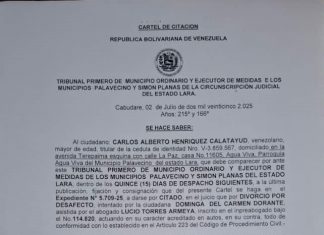 CARTEL DE CITACION
REPUBLICA BOLIVARIANA DE VENEZUELA
TRIBUNAL PRIMERO DE MUNICIPIO ORDINARIO Y EJECUTOR DE MEDIDAS E LOS
MUNICIPIOS PALAVECINO Y SIMON PLANAS DE LA CIRCUNSCRIPCIÓN JUDICIAL
DEL ESTADO LARA.
Cabudare, 02 de Julio de dos mil veinticinco 2.025
215º y 166º
SE HACE SABER:
Al ciudadano: CARLOS ALBERTO HENRIQUEZ CALATAYUD, venezolano,
mayor de edad, titular de la cedula de identidad Nro. V-3.659.567, domiciliado en
la avenida Terepaima esquina con calle La Paz, casa No.11605, Agua Viva, Parroquia
Agua Viva del Municipio Palavecino, del estado Lara, que debe comparecer por ante
este TRIBUNAL PRIMERO DE MUNICIPIO ORDINARIO Y EJECUTOR DE
MEDIDAS DE LOS MUNICIPIOS PALAVECINO Y SIMÓN PLANAS DEL ESTADO
LARA, dentro de los QUINCE (15) DIAS DE DESPACHO SIGUIENTES, a la última
publicación, fijación y consignación que del presente Cartel se haga en el
Expediente N° 5.709-25, a darse por CITADO en el juicio que por DIVORCIO POR
DESAFECTO intentado por la ciudadana DOMINGA DEL CARMEN DORANTE,
asistida por el abogado LUCIO TORRES ARMEYA inscrito en el inpreabogado bajo el
No 114.820, actuando en su carácter acreditado en autos, en su contra, todo de
conformidad con lo establecido en el Articulo 223 del Código de Procedimiento Civil.-